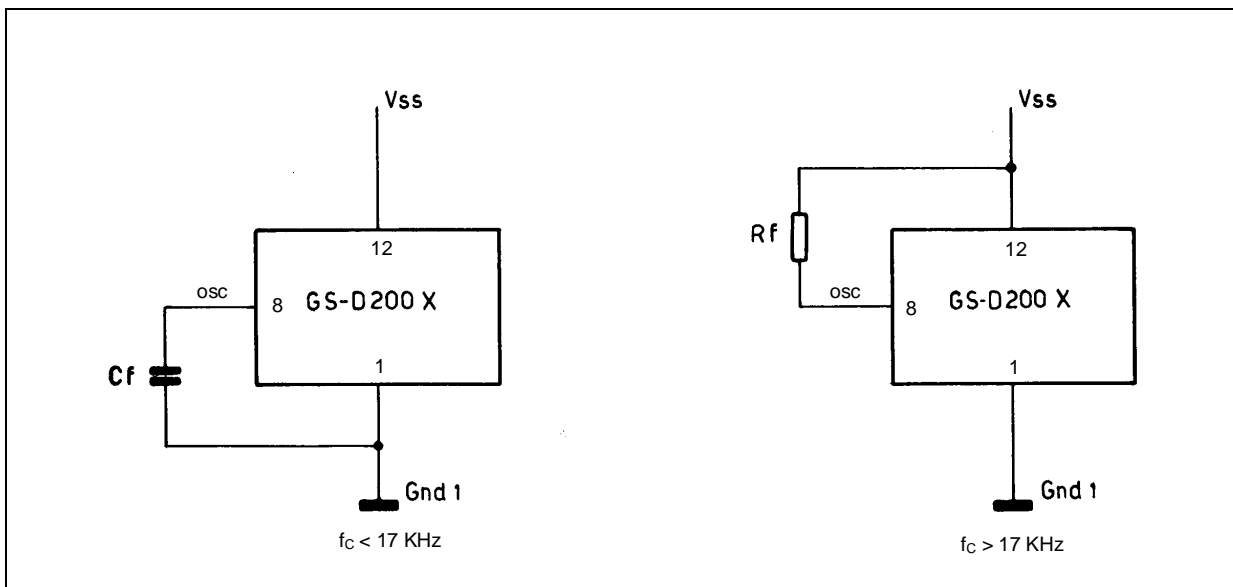 Vss
12
osc
8
GS-D200 X
1
Cf
Gnd 1
fC < 17 KHz
Vss
Rf
12
osc
8
GS-D200 X
1
Gnd 1
fC > 17 KHz